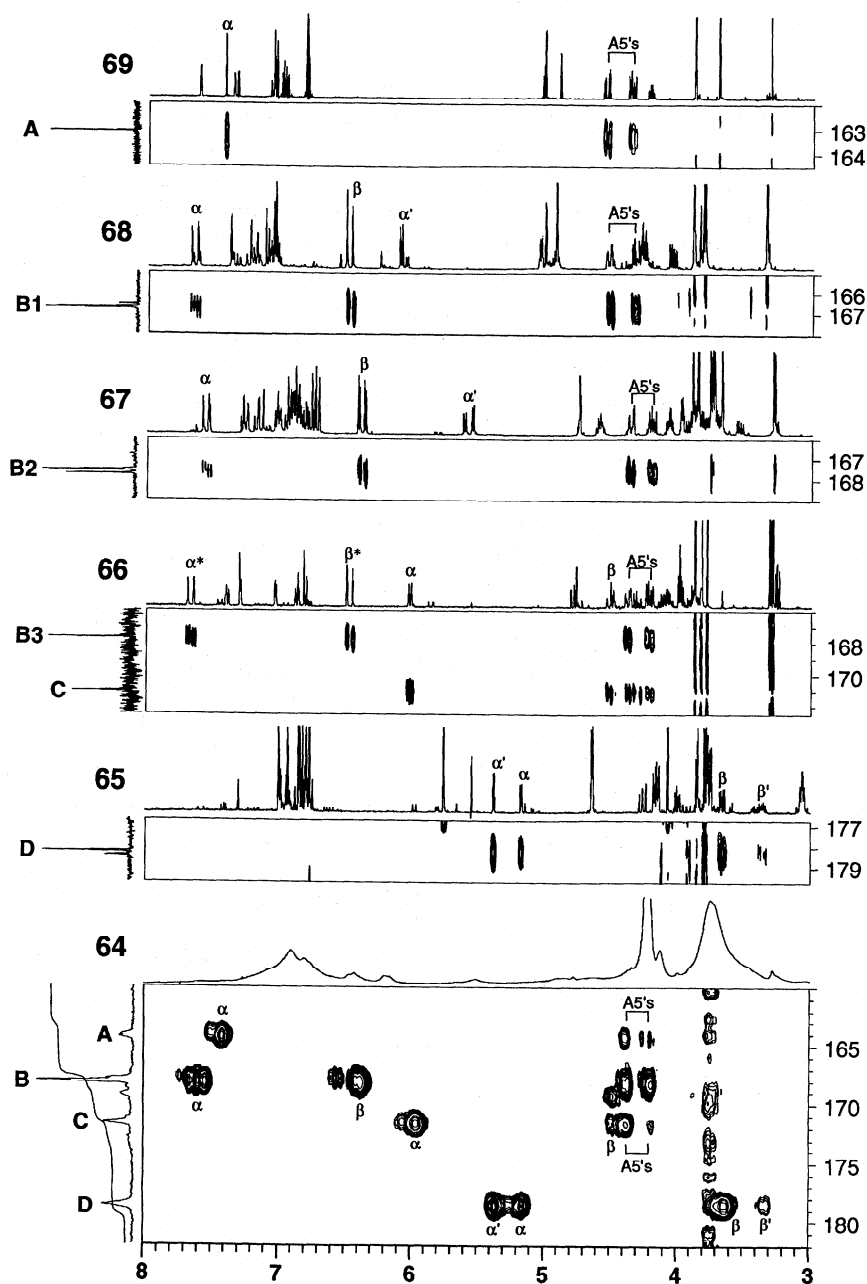 α A5's
69
A 163
164
α β α' A5's
68
B1 166
167
α β α' A5's
67
B2 167
168
α* β* α β A5's
66
B3 168
C 170
α' α β β'
65
D 177
179
64
α A5's
A 165
B
α β
C 170
α β
A5's
175
D
α' α β β' 180
8 7 6 5 4 3